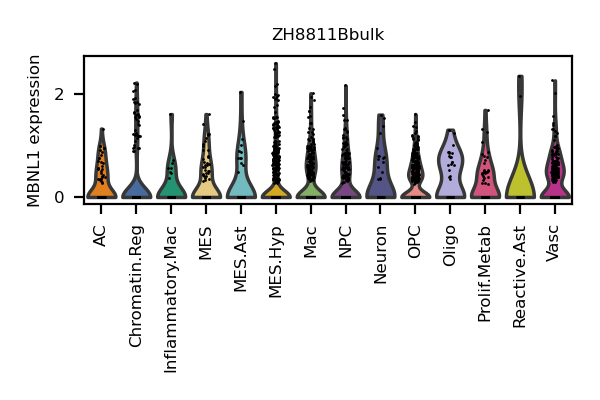 ZH8811Bbulk
MBNL1 expression
2
0
AC
Chromatin.Reg
Inflammatory.Mac
MES
MES.Ast
MES.Hyp
Mac
NPC
Neuron
OPC
Oligo
Prolif.Metab
Reactive.Ast
Vasc